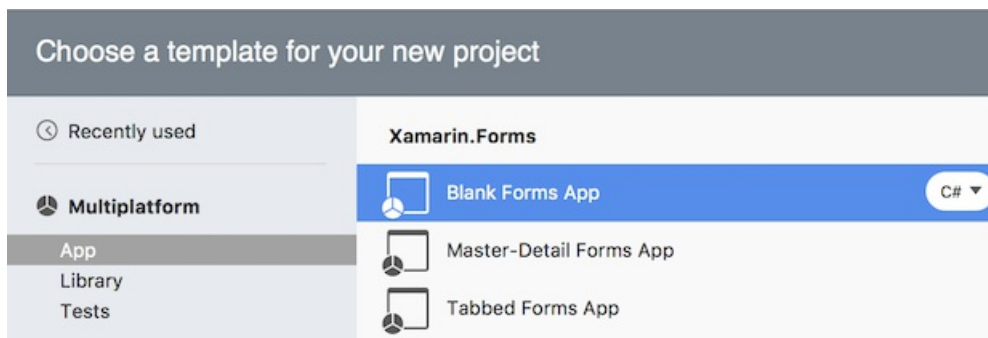 Choose a template for your new project
Recently used
Multiplatform
App
Library
Tests
Xamarin.Forms
Blank Forms App
C#
Master-Detail Forms App
Tabbed Forms App